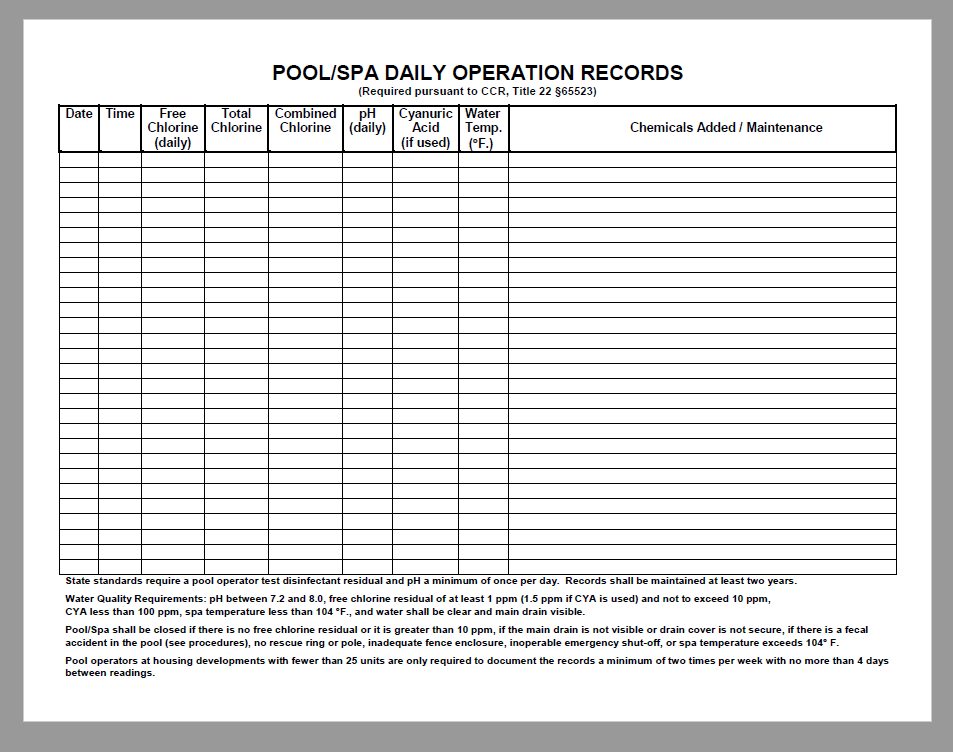 POOL/SPA DAILY OPERATION RECORDS
(Required pursuant to CCR, Title 22 §65523)
Date
Time
Free
Chlorine
(daily)
Total
Chlorine
Combined
Chlorine
pH
(daily)
Cyanuric
Acid
(if used)
Water
Temp.
(°F.)
Chemicals Added / Maintenance
State standards require a pool operator test disinfectant residual and pH a minimum of once per day.  Records shall be maintained at least two years.
Water Quality Requirements: pH between 7.2 and 8.0, free chlorine residual of at least 1 ppm (1.5 ppm if CYA is used) and not to exceed 10 ppm,
CYA less than 100 ppm, spa temperature less than 104 °F., and water shall be clear and main drain visible.
Pool/Spa shall be closed if there is no free chlorine residual or it is greater than 10 ppm, if the main drain is not visible or drain cover is not secure, if there is a fecal
accident in the pool (see procedures), no rescue ring or pole, inadequate fence enclosure, inoperable emergency shut-off, or spa temperature exceeds 104° F.
Pool operators at housing developments with fewer than 25 units are only required to document the records a minimum of two times per week with no more than 4 days
between readings.